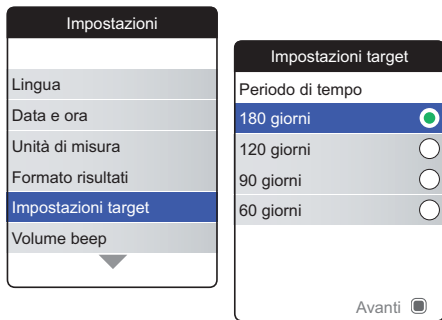 Impostazioni
Lingua
Data e ora
Unità di misura
Formato risultati
Impostazioni target
Volume beep
Impostazioni target
Periodo di tempo
180 giorni
120 giorni
90 giorni
60 giorni
Avanti